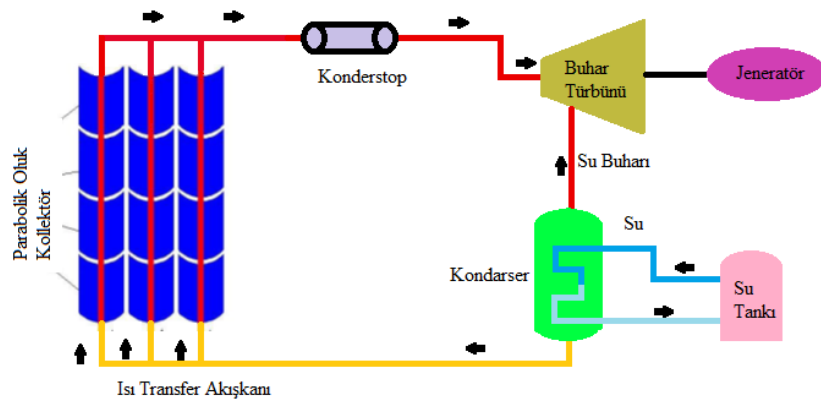 Konderstop
Buhar
Türbünü
Jeneratör
Su Buharı
Parabolik Oluk
Kollektör
Su
Kondarser
Su
Tankı
Isı Transfer Akışkanı